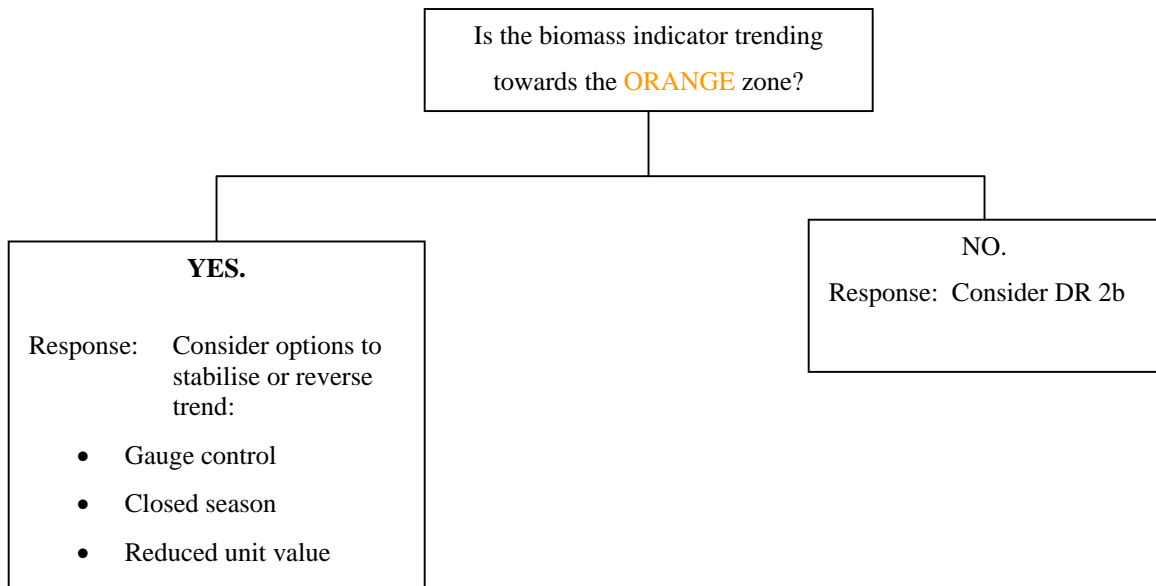 Is the biomass indicator trending
towards the ORANGE zone?
YES.
Response: Consider options to
stabilise or reverse
trend:
• Gauge control
• Closed season
• Reduced unit value
NO.
Response: Consider DR 2b